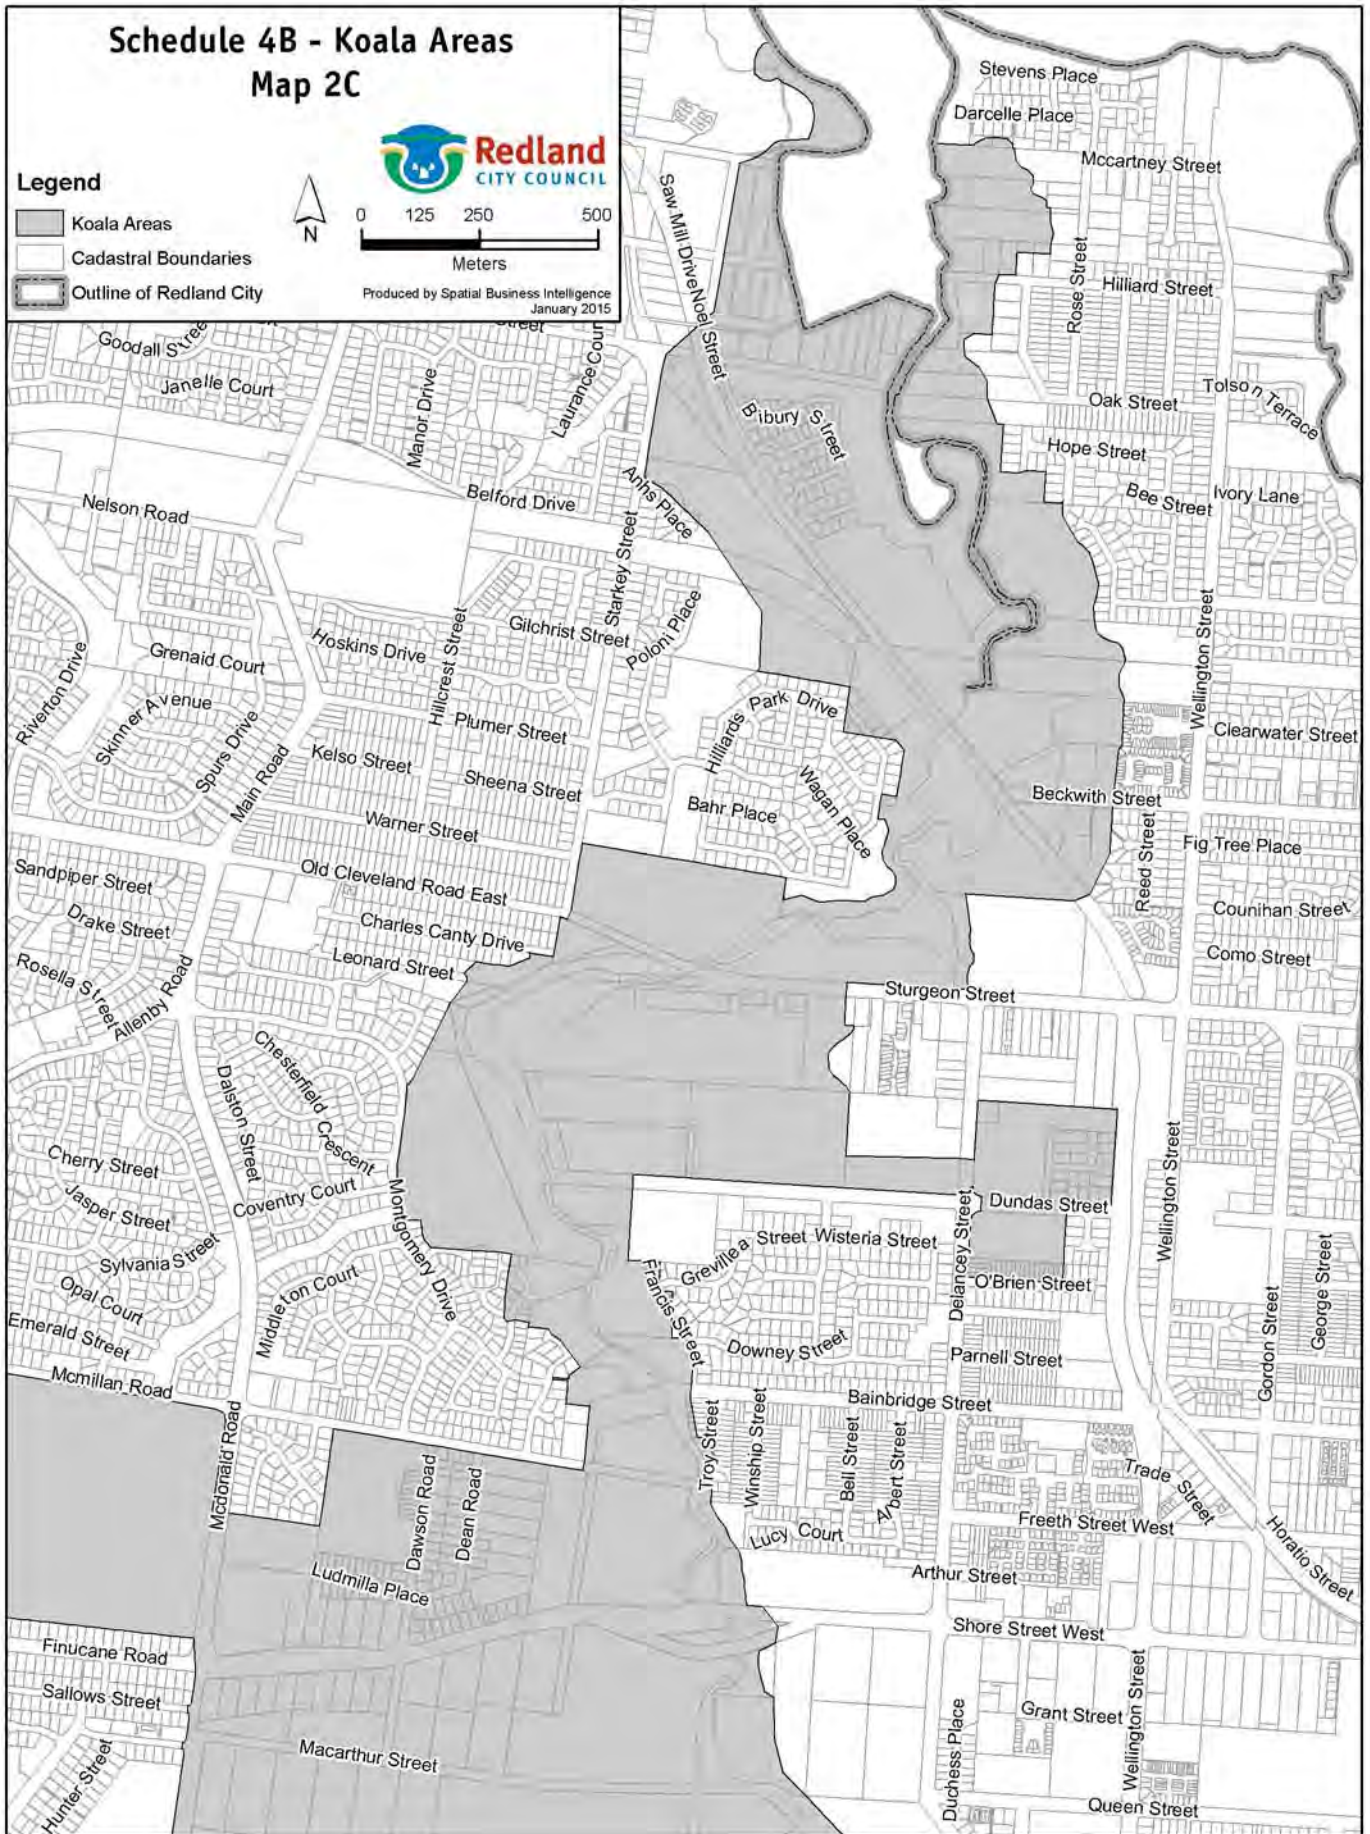 Schedule 4B - Koala Areas
Map 2C
Redland
CITY COUNCIL
Legend
Koala Areas
Cadastral Boundaries
Outline of Redland City
N
0 125 250 500
Meters
Produced by Spatial Business Intelligence
January 2015
Stevens Place
Darcelle Place
Mccartney Street
Saw Mill Drive
Noel Street
Rose Street
Hilliard Street
Street
Goodall Street
Janelle Court
Manor Drive
Laurance Cour
Bibury Street
Oak Street
Tolson Terrace
Hope Street
Bee Street
Ivory Lane
Nelson Road
Belford Drive
Anhs Place
Starkey Street
Gilchrist Street
Poloni Place
Hoskins Drive
Hillcrest Street
Grenaid Court
Riverton Drive
Skinner Avenue
Spurs Drive
Main Road
Plumer Street
Kelso Street
Sheena Street
Warner Street
Hilliards Park Drive
Wagan Place
Bahr Place
Wellington Street
Clearwater Street
Beckwith Street
Reed Street
Fig Tree Place
Counihan Street
Como Street
Sandpiper Street
Drake Street
Rosella Street
Allenby Road
Old Cleveland Road East
Charles Canty Drive
Leonard Street
Sturgeon Street
Chesterfield Crescent
Dalston Street
Cherry Street
Jasper Street
Coventry Court
Montgomery Drive
Sylvania Street
Opal Court
Emerald Street
Middleton Court
Mcmillan Road
Mcdonald Road
Dundas Street
Wellington Street
Grevillea Street
Wisteria Street
Delancey Street
O'Brien Street
Francis Street
Downey Street
Parnell Street
Gordon Street
George Street
Bainbridge Street
Troy Street
Winship Street
Bell Street
Albert Street
Trade Street
Lucy Court
Freeth Street West
Horatio Street
Arthur Street
Dawson Road
Dean Road
Ludmilla Place
Shore Street West
Finucane Road
Sallows Street
Hunter Street
Macarthur Street
Duchess Place
Grant Street
Wellington Street
Queen Street